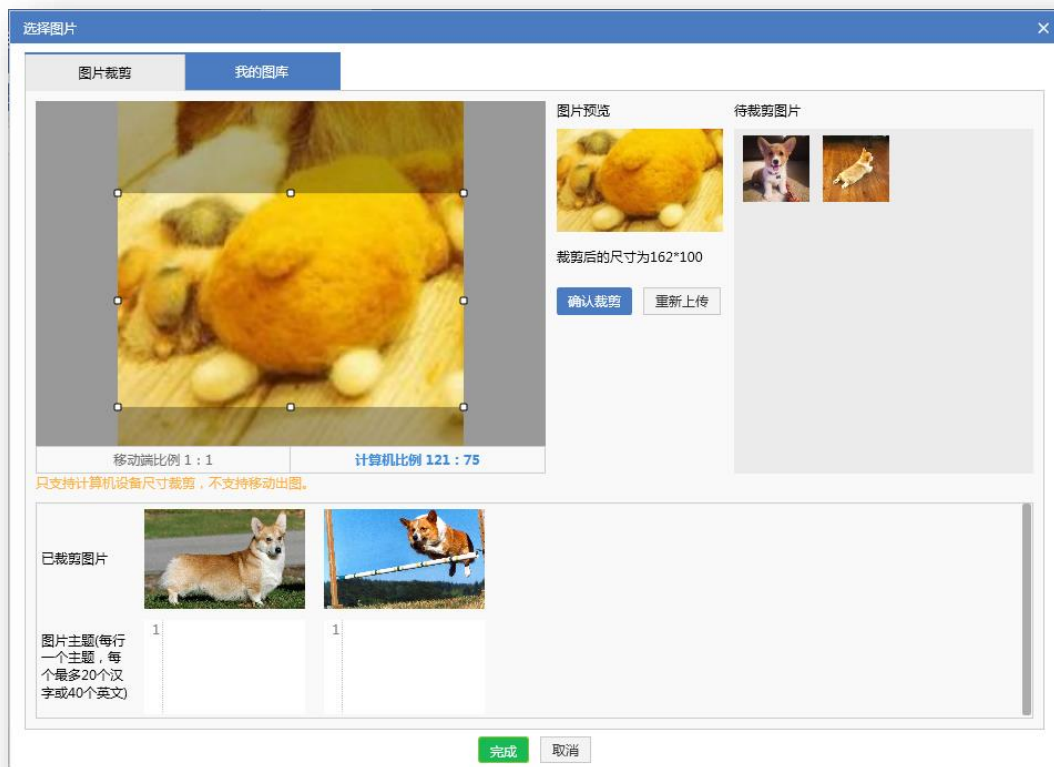 选择图片
图片裁剪
我的图库
图片预览
待裁剪图片
裁剪后的尺寸为162*100
确认裁剪
重新上传
移动端比例 1：1
计算机比例 121：75
只支持计算机设备尺寸裁剪，不支持移动出图。
已裁剪图片
1
1
图片主题(每行
一个主题，每
个最多20个汉
字或40个英文)
完成
取消